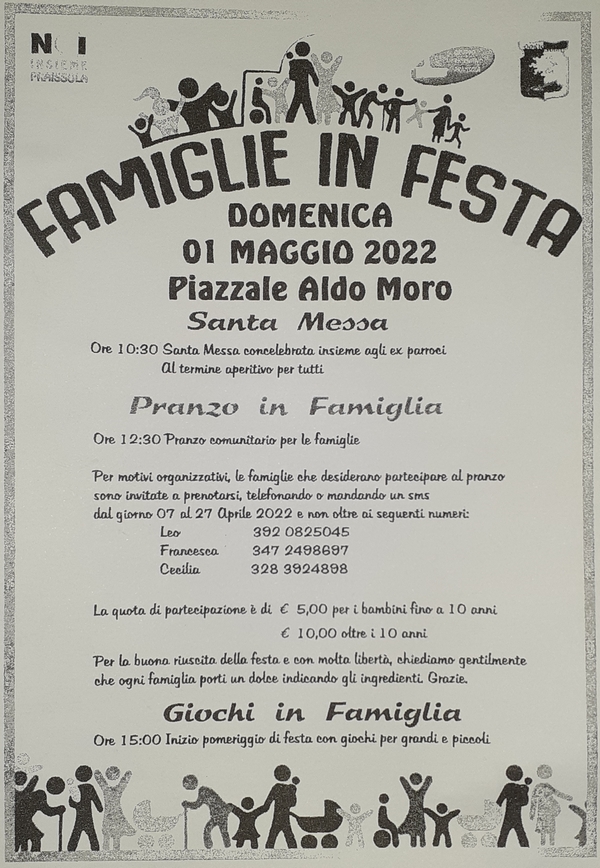 NOI
INSIEME
PRAISSOLA
FAMIGLIE IN FESTA
DOMENICA
01 MAGGIO 2022
Piazzale Aldo Moro
Santa Messa
Ore 10:30 Santa Messa concelebrata insieme agli ex parroci
Al termine aperitivo per tutti
Pranzo in Famiglia
Ore 12:30 Pranzo comunitario per le famiglie
Per motivi organizzativi, le famiglie che desiderano partecipare al pranzo
sono invitate a prenotarsi, telefonando o mandando un sms
dal giorno 07 al 27 Aprile 2022 e non oltre ai seguenti numeri:
Leo 392 0825045
Francesca 347 2498697
Cecilia 328 3924898
La quota di partecipazione è di € 5,00 per i bambini fino a 10 anni
€ 10,00 oltre i 10 anni
Per la buona riuscita della festa e con molta libertà, chiediamo gentilmente
che ogni famiglia porti un dolce indicando gli ingredienti. Grazie.
Giochi in Famiglia
Ore 15:00 Inizio pomeriggio di festa con giochi per grandi e piccoli